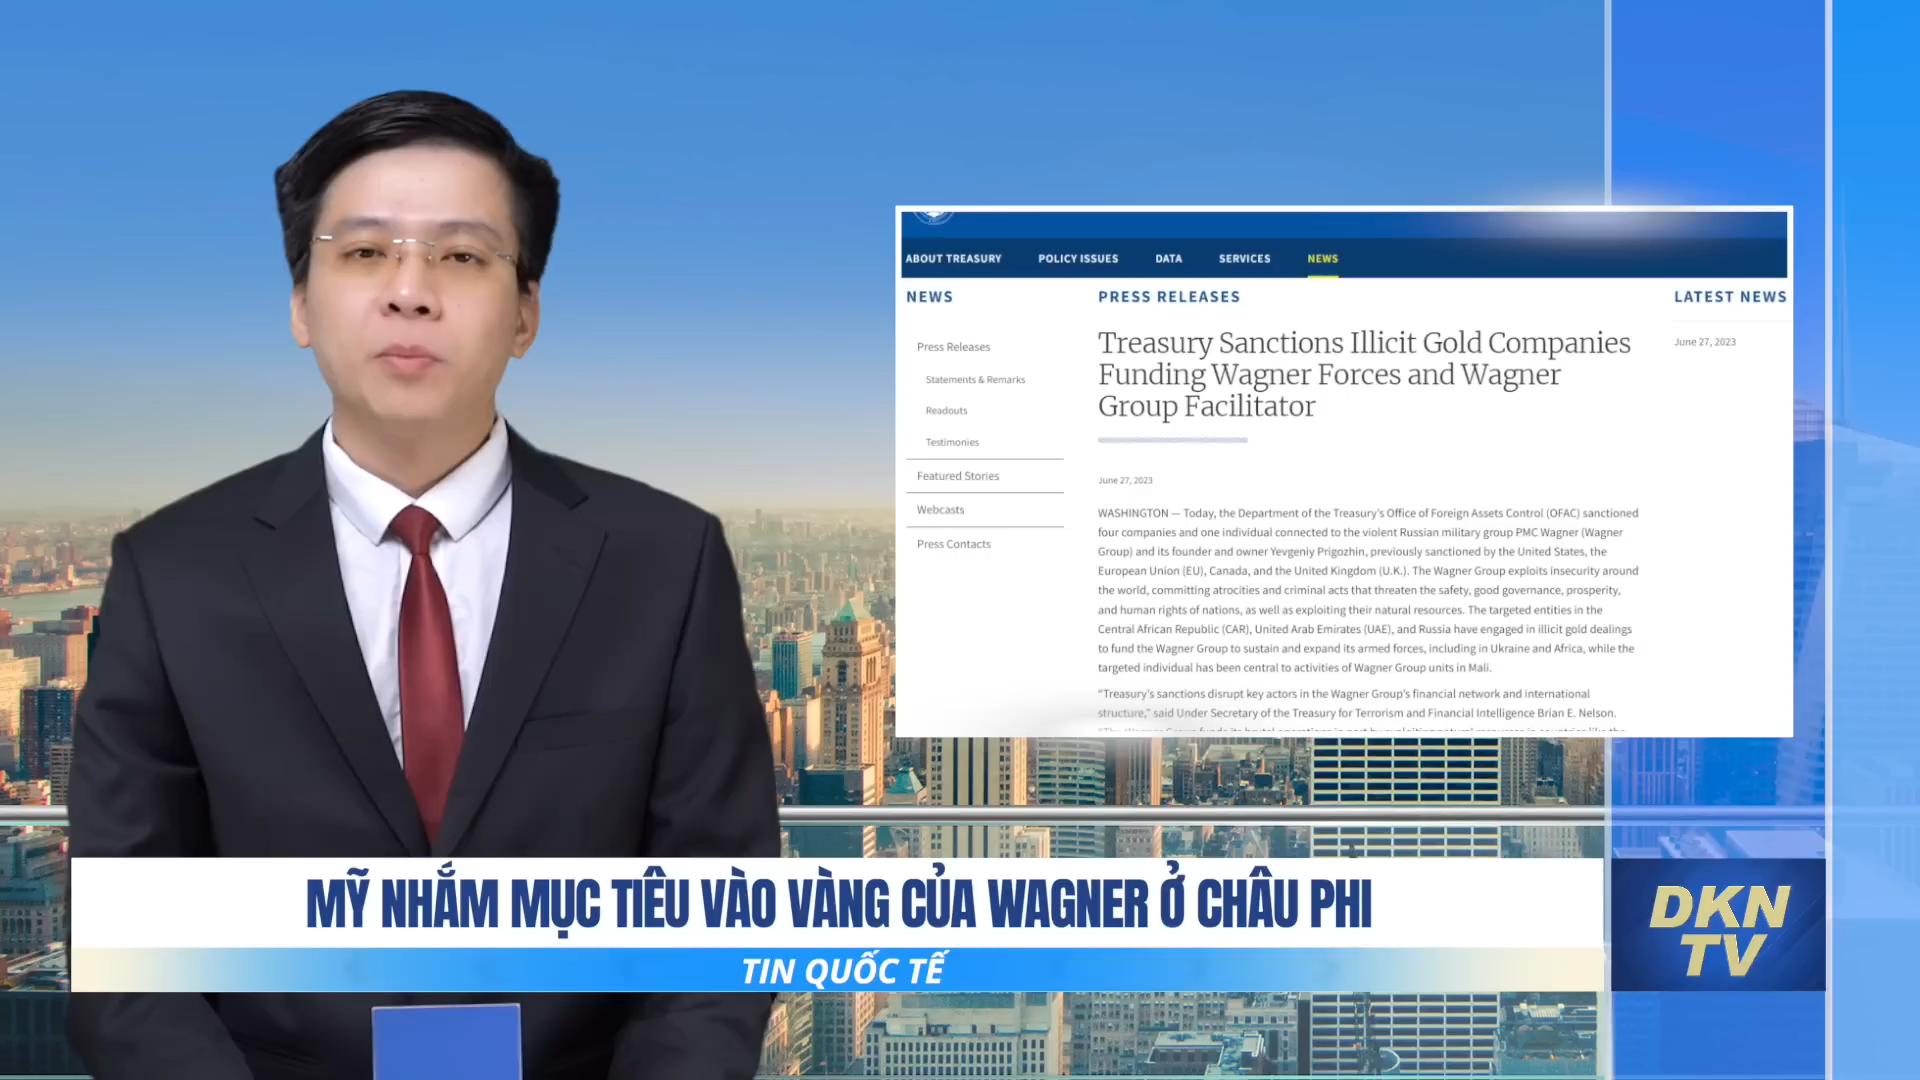 ABOUT TREASURY POLICY ISSUES DATA SERVICES NEWS
NEWS
Press Releases
Statements & Remarks
Readouts
Testimonies
Featured Stories
Webcasts
Press Contacts
PRESS RELEASES
Treasury Sanctions Illicit Gold Companies
Funding Wagner Forces and Wagner
Group Facilitator
June 27, 2023
WASHINGTON — Today, the Department of the Treasury’s Office of Foreign Assets Control (OFAC) sanctioned
four companies and one individual connected to the violent Russian military group PMC Wagner (Wagner
Group) and its founder and owner Yevgeniy Prigozhin, previously sanctioned by the United States, the
European Union (EU), Canada, and the United Kingdom (U.K.). The Wagner Group exploits insecurity around
the world, committing atrocities and criminal acts that threaten the safety, good governance, prosperity,
and human rights of nations, as well as exploiting their natural resources. The targeted entities in the
Central African Republic (CAR), United Arab Emirates (UAE), and Russia have engaged in illicit gold dealings
to fund the Wagner Group to sustain and expand its armed forces, including in Ukraine and Africa, while the
targeted individual has been central to activities of Wagner Group units in Mali.
“Treasury’s sanctions disrupt key actors in the Wagner Group’s financial network and international
structure,” said Under Secretary of the Treasury for Terrorism and Financial Intelligence Brian E. Nelson.
LATEST NEWS
June 27, 2023
MỸ NHẮM MỤC TIÊU VÀO VÀNG CỦA WAGNER Ở CHÂU PHI
TIN QUỐC TẾ
DKN
TV